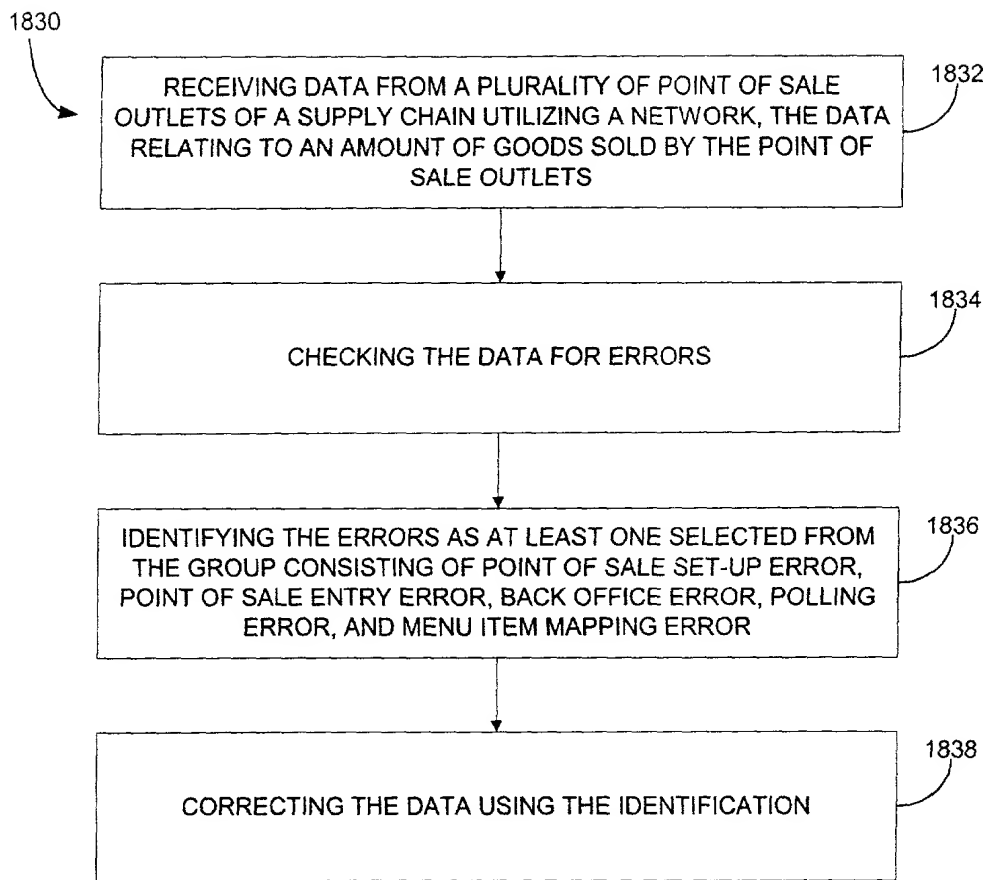 1830
RECEIVING DATA FROM A PLURALITY OF POINT OF SALE
OUTLETS OF A SUPPLY CHAIN UTILIZING A NETWORK, THE DATA
RELATING TO AN AMOUNT OF GOODS SOLD BY THE POINT OF
SALE OUTLETS
1832
CHECKING THE DATA FOR ERRORS
1834
IDENTIFYING THE ERRORS AS AT LEAST ONE SELECTED FROM
THE GROUP CONSISTING OF POINT OF SALE SET-UP ERROR,
POINT OF SALE ENTRY ERROR, BACK OFFICE ERROR, POLLING
ERROR, AND MENU ITEM MAPPING ERROR
1836
CORRECTING THE DATA USING THE IDENTIFICATION
1838